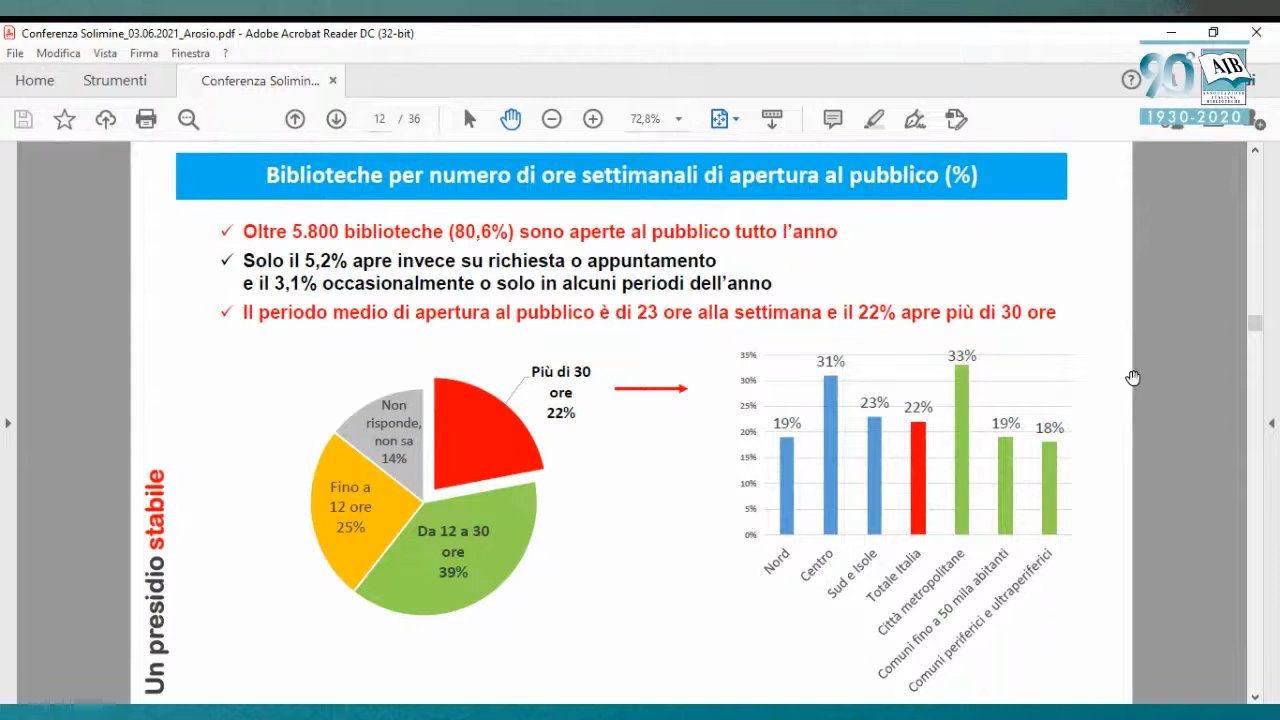 Conferenza Solimine_03.06.2021_Arosio.pdf - Adobe Acrobat Reader DC (32-bit)
File Modifica Vista Firma Finestra ?
Home Strumenti Conferenza Solimin... ×
12 / 36 72,8%
90° AIB
ASSOCIAZIONE
ITALIANA
BIBLIOTECHE
1930-2020
Biblioteche per numero di ore settimanali di apertura al pubblico (%)
✓ Oltre 5.800 biblioteche (80,6%) sono aperte al pubblico tutto l’anno
✓ Solo il 5,2% apre invece su richiesta o appuntamento
e il 3,1% occasionalmente o solo in alcuni periodi dell’anno
✓ Il periodo medio di apertura al pubblico è di 23 ore alla settimana e il 22% apre più di 30 ore
Un presidio stabile
Più di 30
ore
22%
Non
risponde,
non sa
14%
Fino a
12 ore
25%
Da 12 a 30
ore
39%
35%
30%
25%
20%
15%
10%
5%
0%
19%
31%
23%
22%
33%
19%
18%
Nord
Centro
Sud e Isole
Totale Italia
Città metropolitane
Comuni fino a 50 mila abitanti
Comuni periferici e ultraperiferici